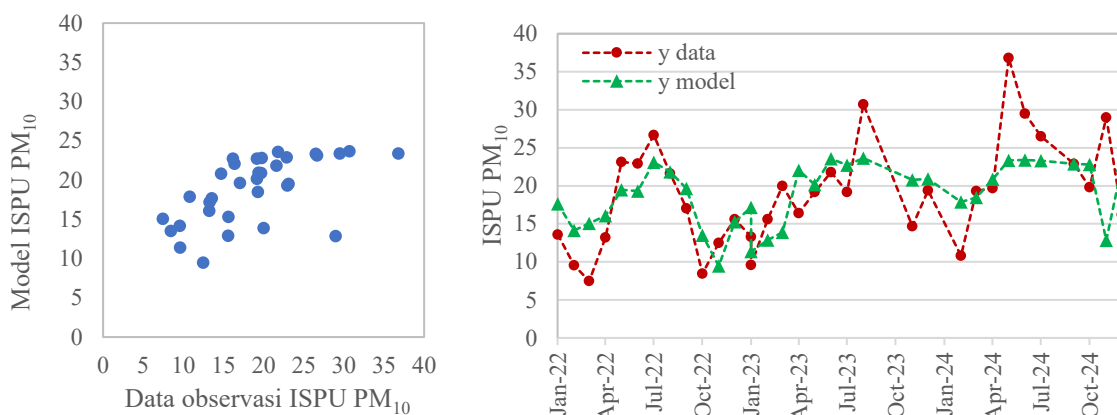 40
35
30
25
20
15
10
5
0
Model ISPU PM10
0 5 10 15 20 25 30 35 40
Data observasi ISPU PM10
40
35
30
25
20
15
10
5
0
ISPU PM10
y data
y model
Jan-22
Apr-22
Jul-22
Oct-22
Jan-23
Apr-23
Jul-23
Oct-23
Jan-24
Apr-24
Jul-24
Oct-24